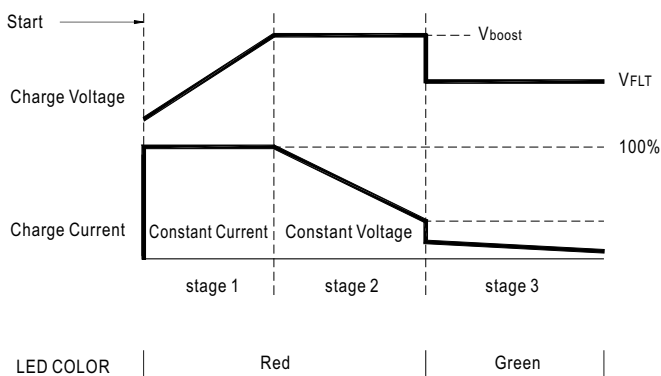 Start
Vboost
VFLT
Charge Voltage
100%
Charge Current
Constant Current
Constant Voltage
stage 1
stage 2
stage 3
LED COLOR
Red
Green